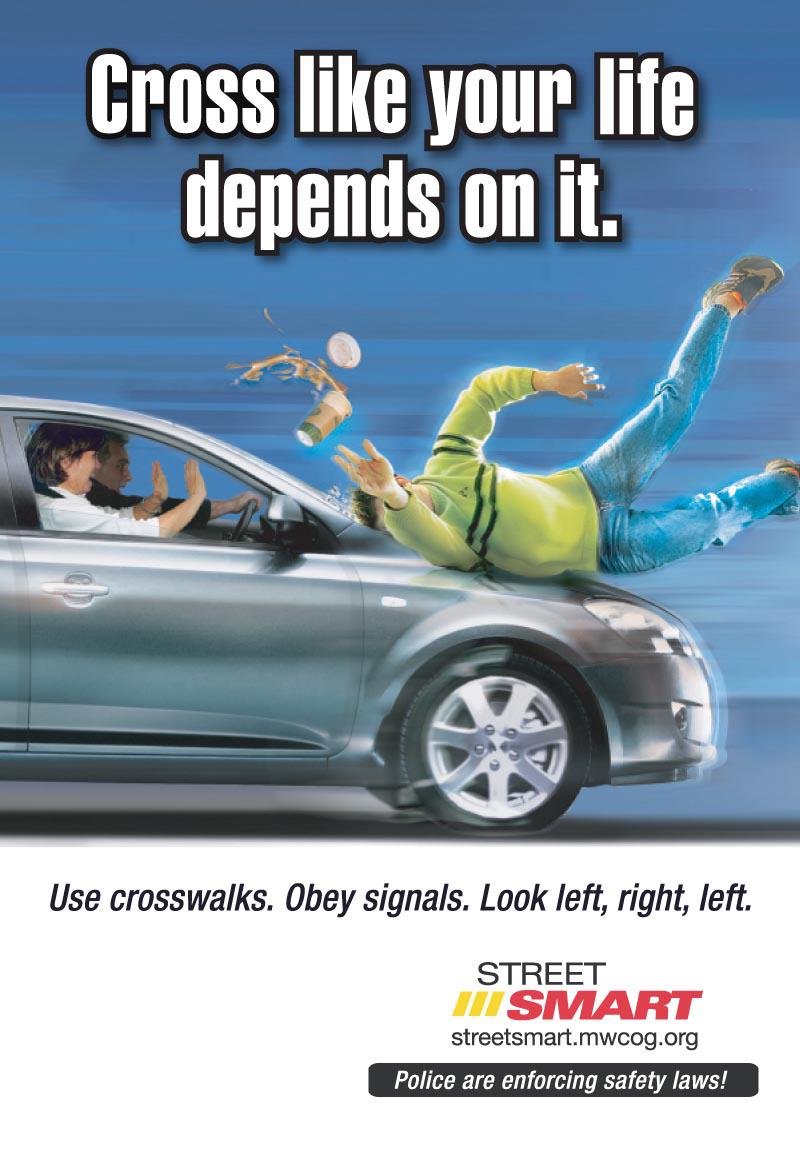 Cross like your life
depends on it.
Use crosswalks. Obey signals. Look left, right, left.
STREET
SMART
streetsmart.mwcog.org
Police are enforcing safety laws!